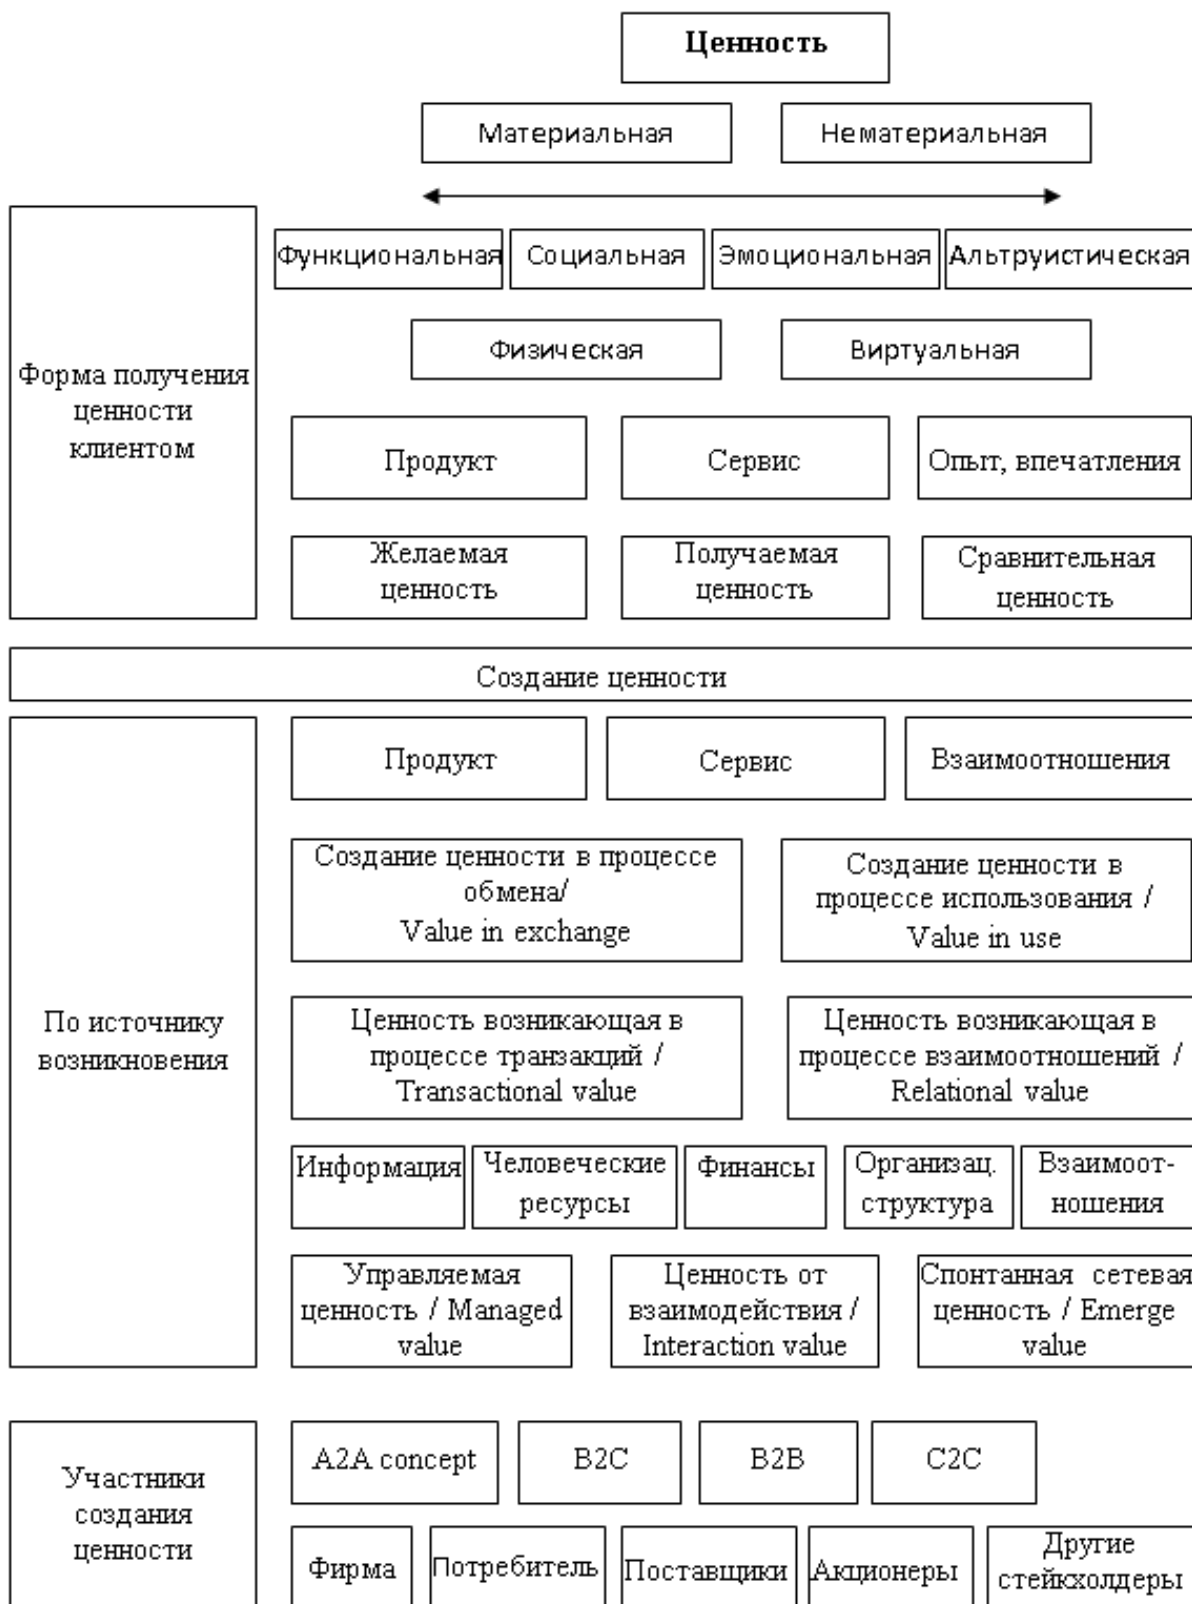 Ценность
Материальная
Нематериальная
Функциональная
Социальная
Эмоциональная
Альтруистическая
Форма получения
ценности
клиентом
Физическая
Виртуальная
Продукт
Сервис
Опыт, впечатления
Желаемая
ценность
Получаемая
ценность
Сравнительная
ценность
Создание ценности
По источнику
возникновения
Продукт
Сервис
Взаимоотношения
Создание ценности в процессе
обмена/
Value in exchange
Создание ценности в
процессе использования /
Value in use
Ценность возникающая в
процессе транзакций /
Transactional value
Ценность возникающая в
процессе взаимоотношений /
Relational value
Информация
Человеческие
ресурсы
Финансы
Организац.
структура
Взаимоот-
ношения
Управляемая
ценность / Managed
value
Ценность от
взаимодействия /
Interaction value
Спонтанная сетевая
ценность / Emerge
value
Участники
создания
ценности
A2A concept
B2C
B2B
C2C
Фирма
Потребитель
Поставщики
Акционеры
Другие
стейкхолдеры